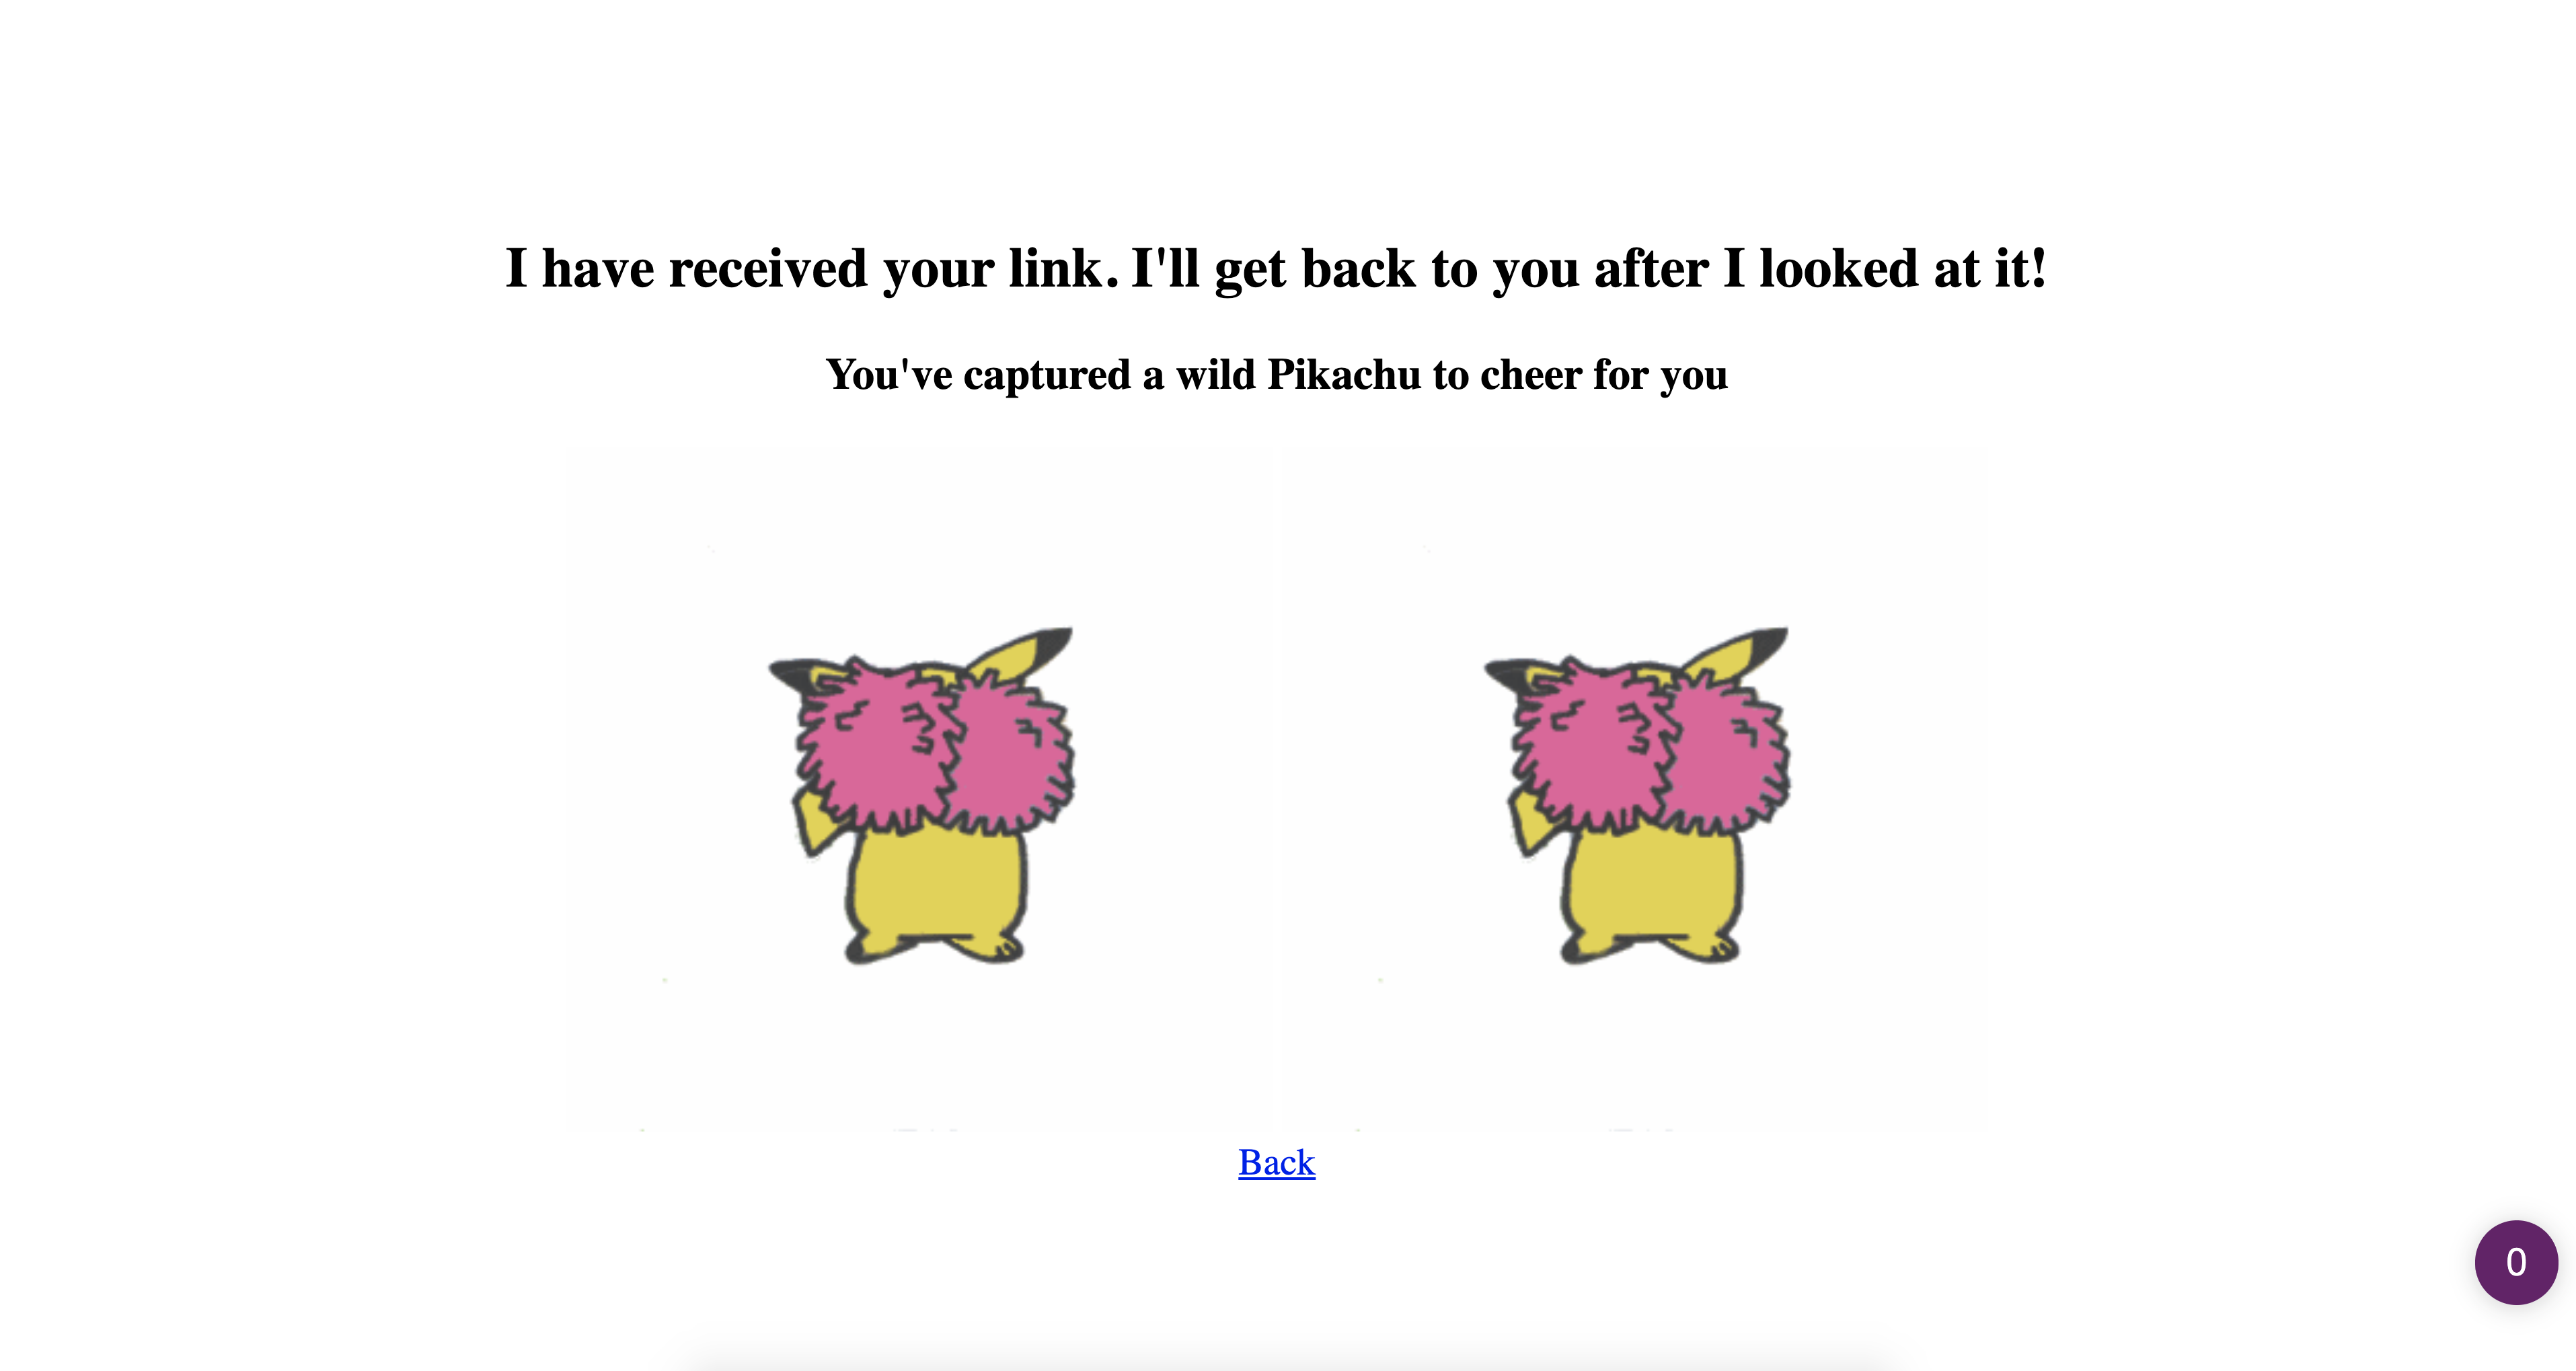 I have received your link. I'll get back to you after I looked at it!
You've captured a wild Pikachu to cheer for you
Back
0